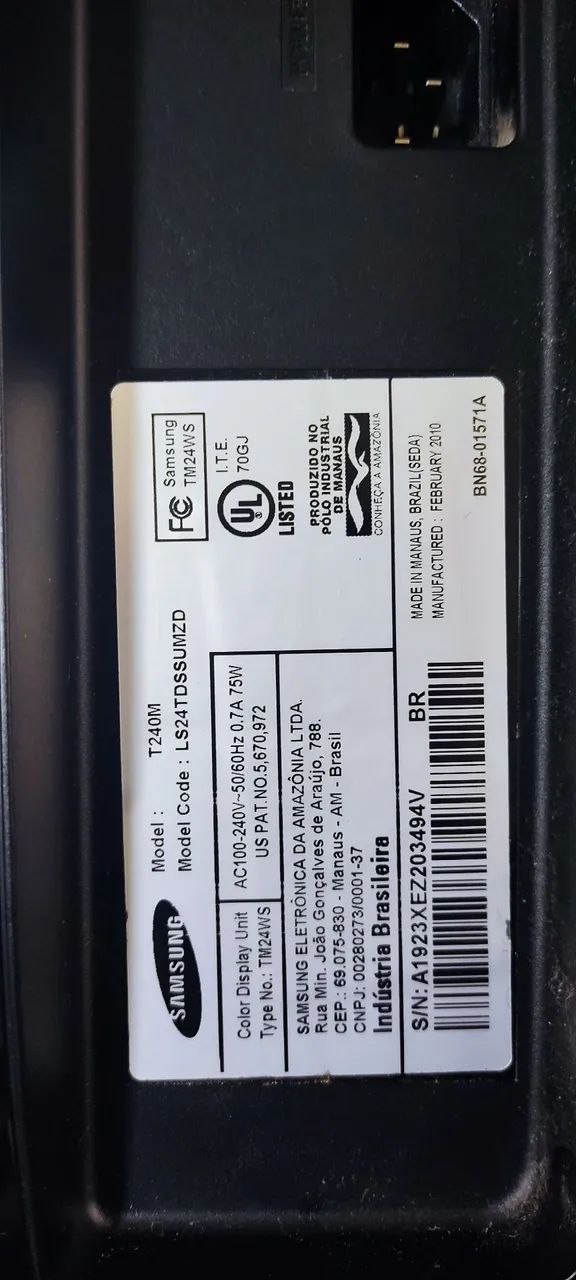 SAMSUNG
Model : T240M
Model Code : LS24TDSSUMZD
FC Samsung
TM24WS
Color Display Unit
Type No.: TM24WS
AC100-240V~50/60Hz 0.7A 75W
US PAT.NO.5,670,972
UL
®
LISTED
I.T.E.
70GJ
SAMSUNG ELETRÔNICA DA AMAZÔNIA LTDA.
Rua Min. João Gonçalves de Araújo, 788.
CEP.: 69.075-830 - Manaus - AM - Brasil
CNPJ: 00280273/0001-37
Indústria Brasileira
PRODUZIDO NO
PÓLO INDUSTRIAL
DE MANAUS
CONHEÇA A AMAZÔNIA
S/N: A1923XEZ203494V BR
MADE IN MANAUS, BRAZIL(SEDA)
MANUFACTURED : FEBRUARY 2010
BN68-01571A